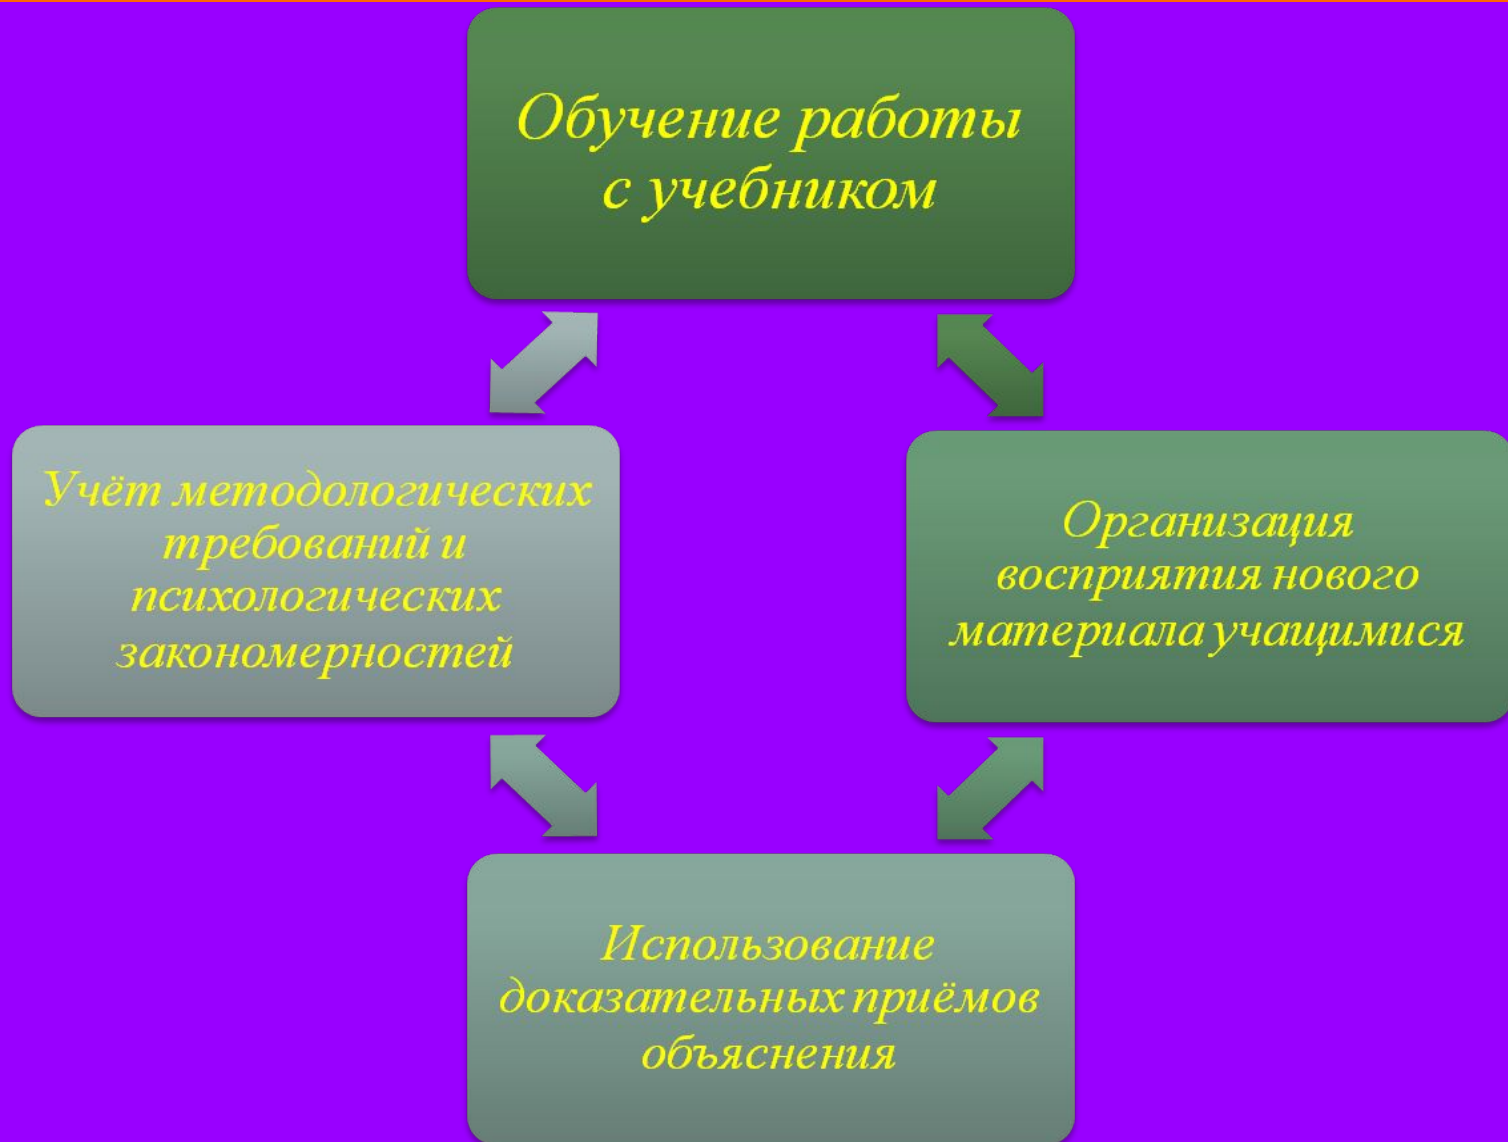 Обучение работы
с учебником
Учёт методологических
требований и
психологических
закономерностей
Организация
восприятия нового
материала учащимися
Использование
доказательных приёмов
объяснения